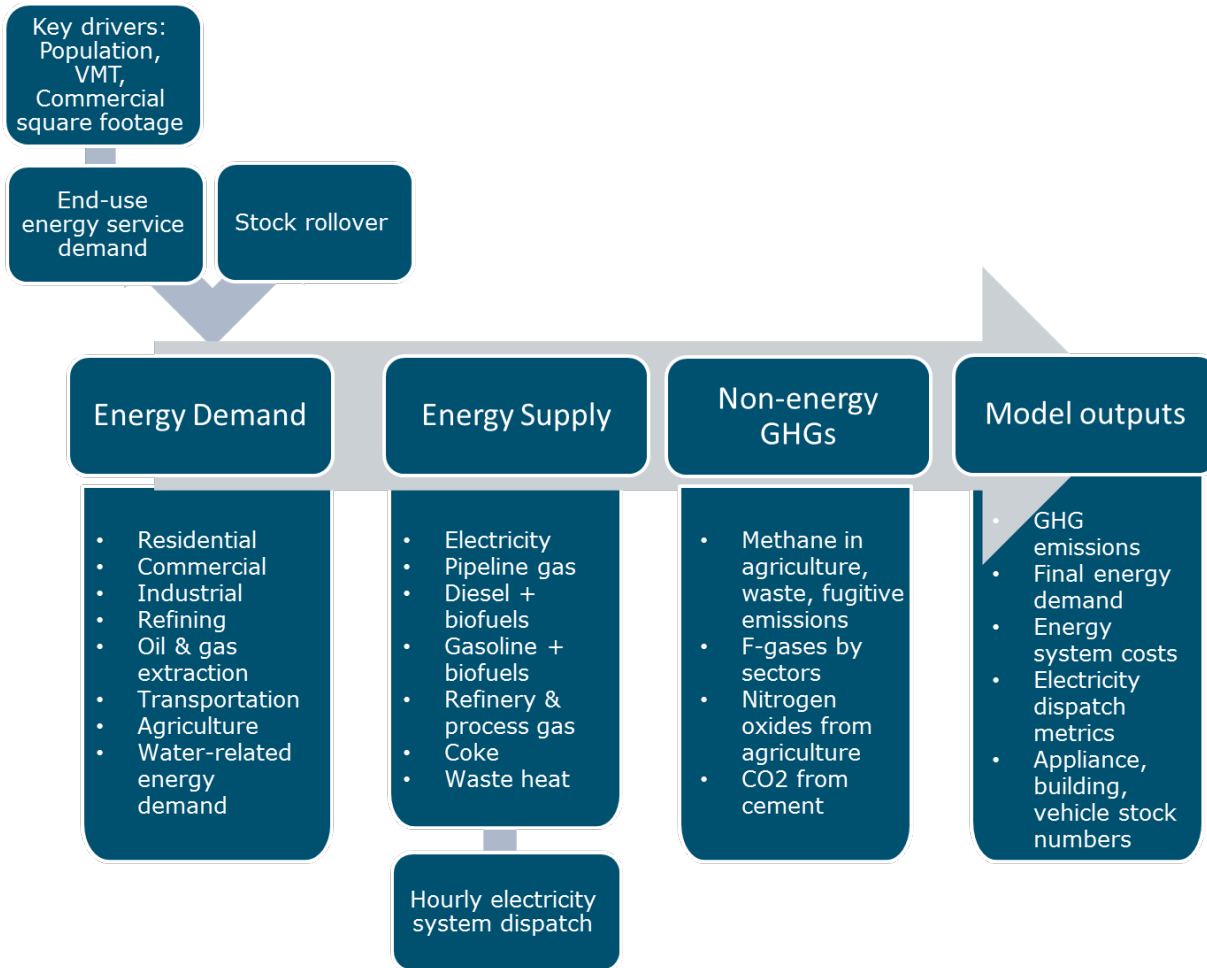 Key drivers:
Population,
VMT,
Commercial
square footage
End-use
energy service
demand
Stock rollover
Energy Demand
• Residential
• Commercial
• Industrial
• Refining
• Oil & gas
extraction
• Transportation
• Agriculture
• Water-related
energy
demand
Energy Supply
• Electricity
• Pipeline gas
• Diesel +
biofuels
• Gasoline +
biofuels
• Refinery &
process gas
• Coke
• Waste heat
Hourly electricity
system dispatch
Non-energy
GHGs
• Methane in
agriculture,
waste, fugitive
emissions
• F-gases by
sectors
• Nitrogen
oxides from
agriculture
• CO2 from
cement
Model outputs
• GHG
emissions
• Final energy
demand
• Energy
system costs
• Electricity
dispatch
metrics
• Appliance,
building,
vehicle stock
numbers